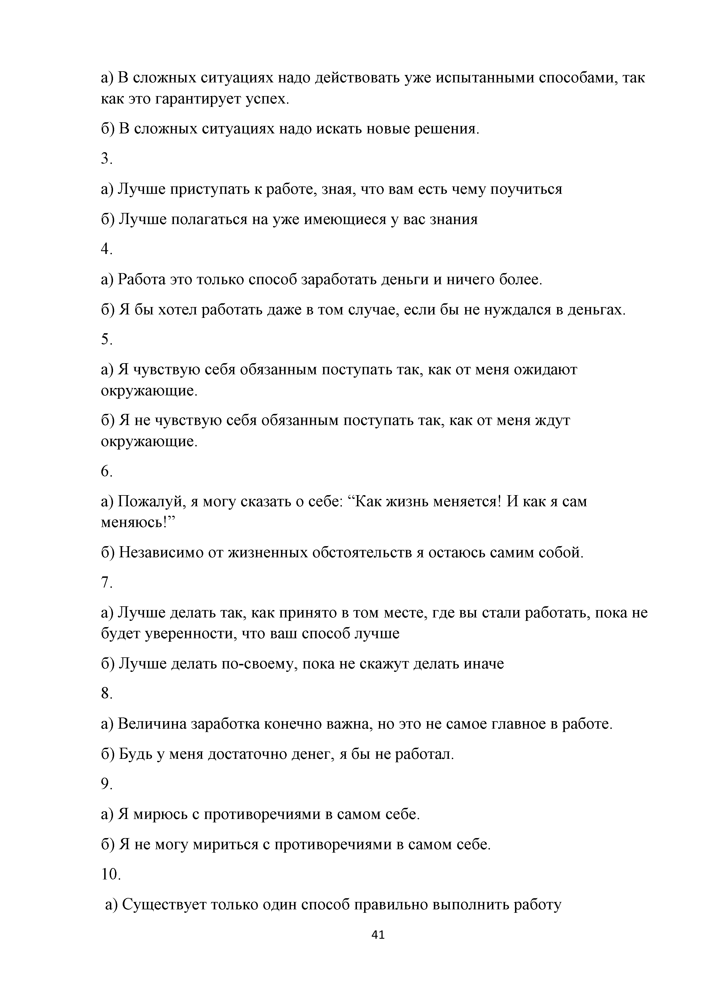 а) В сложных ситуациях надо действовать уже испытанными способами, так
как это гарантирует успех.
б) В сложных ситуациях надо искать новые решения.
3.
а) Лучше приступать к работе, зная, что вам есть чему поучиться
б) Лучше полагаться на уже имеющиеся у вас знания
4.
а) Работа это только способ заработать деньги и ничего более.
б) Я бы хотел работать даже в том случае, если бы не нуждался в деньгах.
5.
а) Я чувствую себя обязанным поступать так, как от меня ожидают
окружающие.
б) Я не чувствую себя обязанным поступать так, как от меня ждут
окружающие.
6.
а) Пожалуй, я могу сказать о себе: “Как жизнь меняется! И как я сам
меняюсь!”
б) Независимо от жизненных обстоятельств я остаюсь самим собой.
7.
а) Лучше делать так, как принято в том месте, где вы стали работать, пока не
будет уверенности, что ваш способ лучше
б) Лучше делать по-своему, пока не скажут делать иначе
8.
а) Величина заработка конечно важна, но это не самое главное в работе.
б) Будь у меня достаточно денег, я бы не работал.
9.
а) Я мирюсь с противоречиями в самом себе.
б) Я не могу мириться с противоречиями в самом себе.
10.
а) Существует только один способ правильно выполнить работу
41